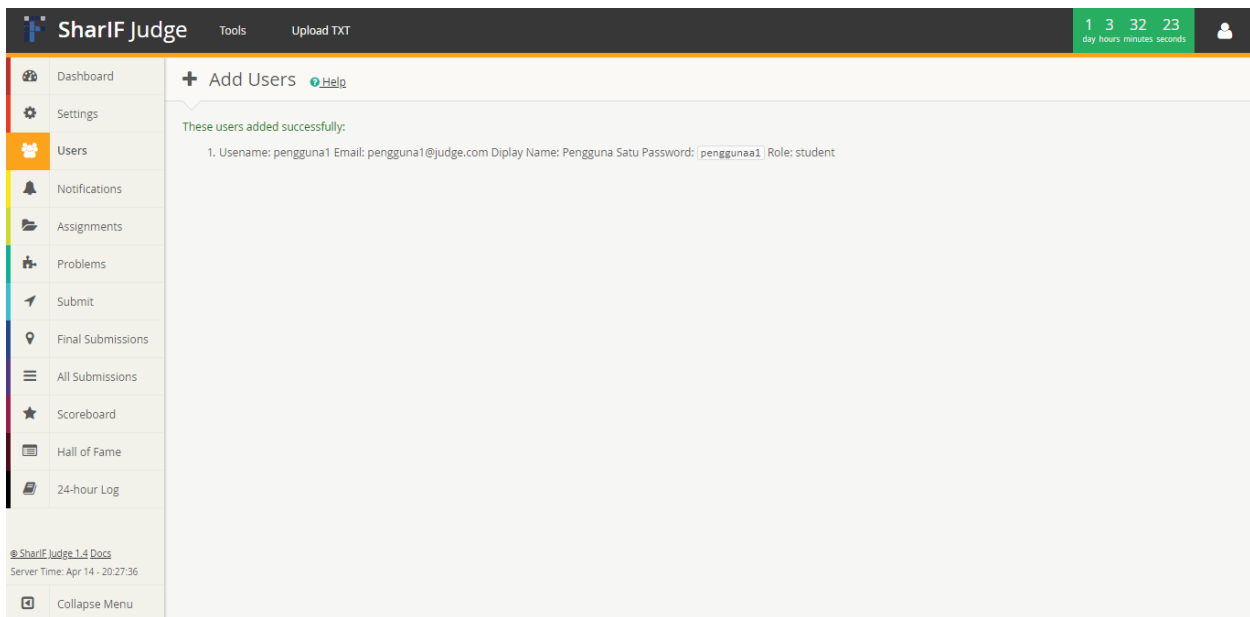 SharIF Judge Tools Upload TXT
1 3 32 23
day hours minutes seconds
Dashboard
Settings
Users
Notifications
Assignments
Problems
Submit
Final Submissions
All Submissions
Scoreboard
Hall of Fame
24-hour Log
© SharIF Judge 1.4 Docs
Server Time: Apr 14 - 20:27:36
Collapse Menu
Add Users Help
These users added successfully:
1. Usename: pengguna1 Email: pengguna1@judge.com Diplay Name: Pengguna Satu Password: penggunaa1 Role: student